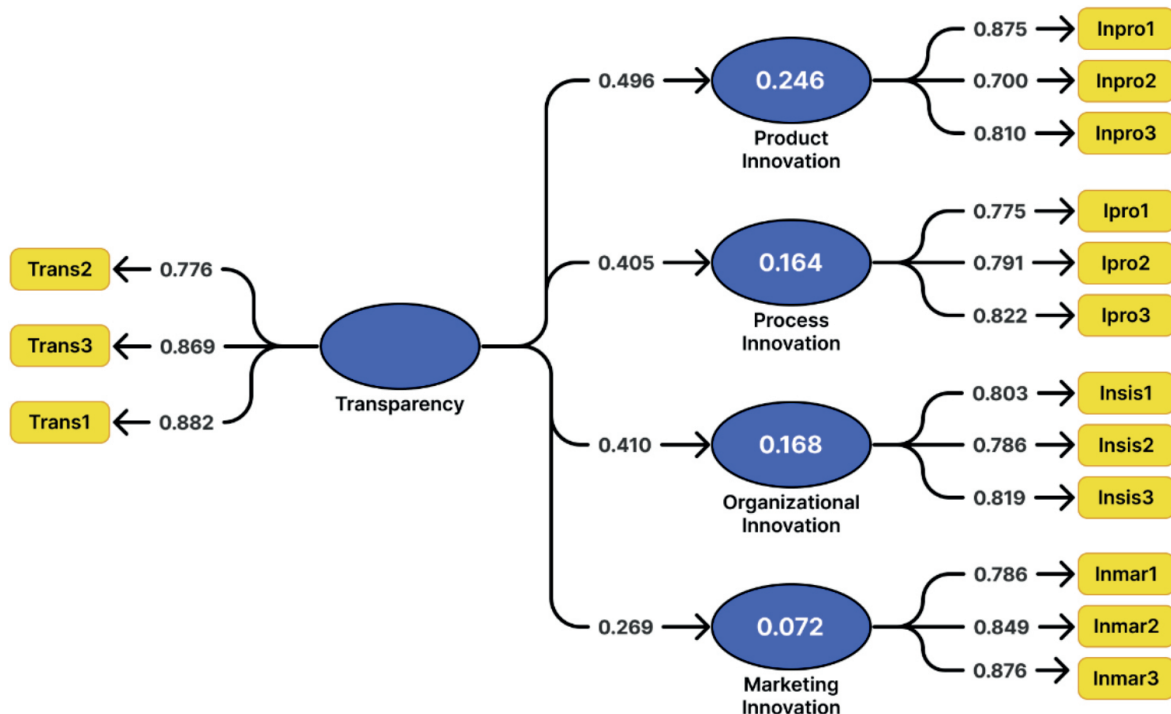 0.875
Inpro1
0.496
0.246
0.700
Inpro2
0.810
Inpro3
Product
Innovation
0.775
Ipro1
0.405
0.164
0.791
Ipro2
0.822
Ipro3
Process
Innovation
Trans2
0.776
Trans3
0.869
Trans1
0.882
Transparency
0.803
Insis1
0.410
0.168
0.786
Insis2
0.819
Insis3
Organizational
Innovation
0.786
Inmar1
0.269
0.072
0.849
Inmar2
0.876
Inmar3
Marketing
Innovation